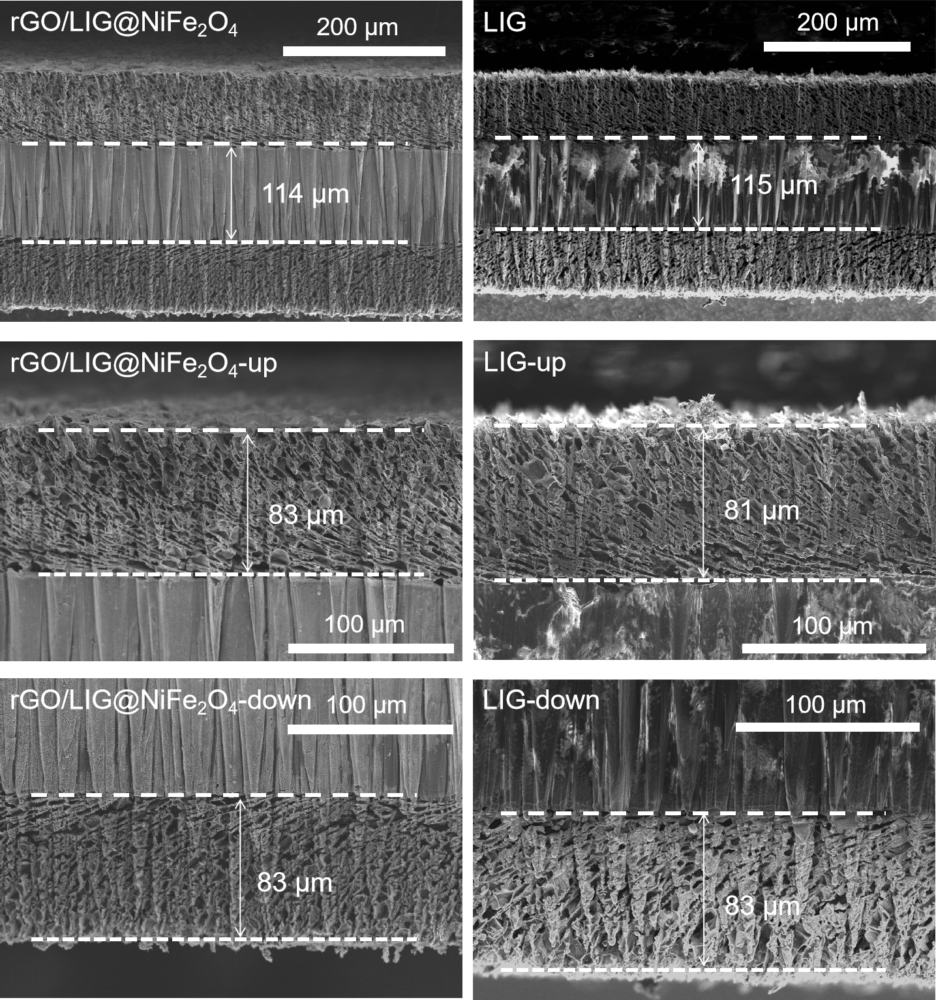 rGO/LIG@NiFe₂O₄
200 µm
114 µm
LIG
200 µm
115 µm
rGO/LIG@NiFe₂O₄-up
83 µm
100 µm
LIG-up
81 µm
100 µm
rGO/LIG@NiFe₂O₄-down
100 µm
83 µm
LIG-down
100 µm
83 µm